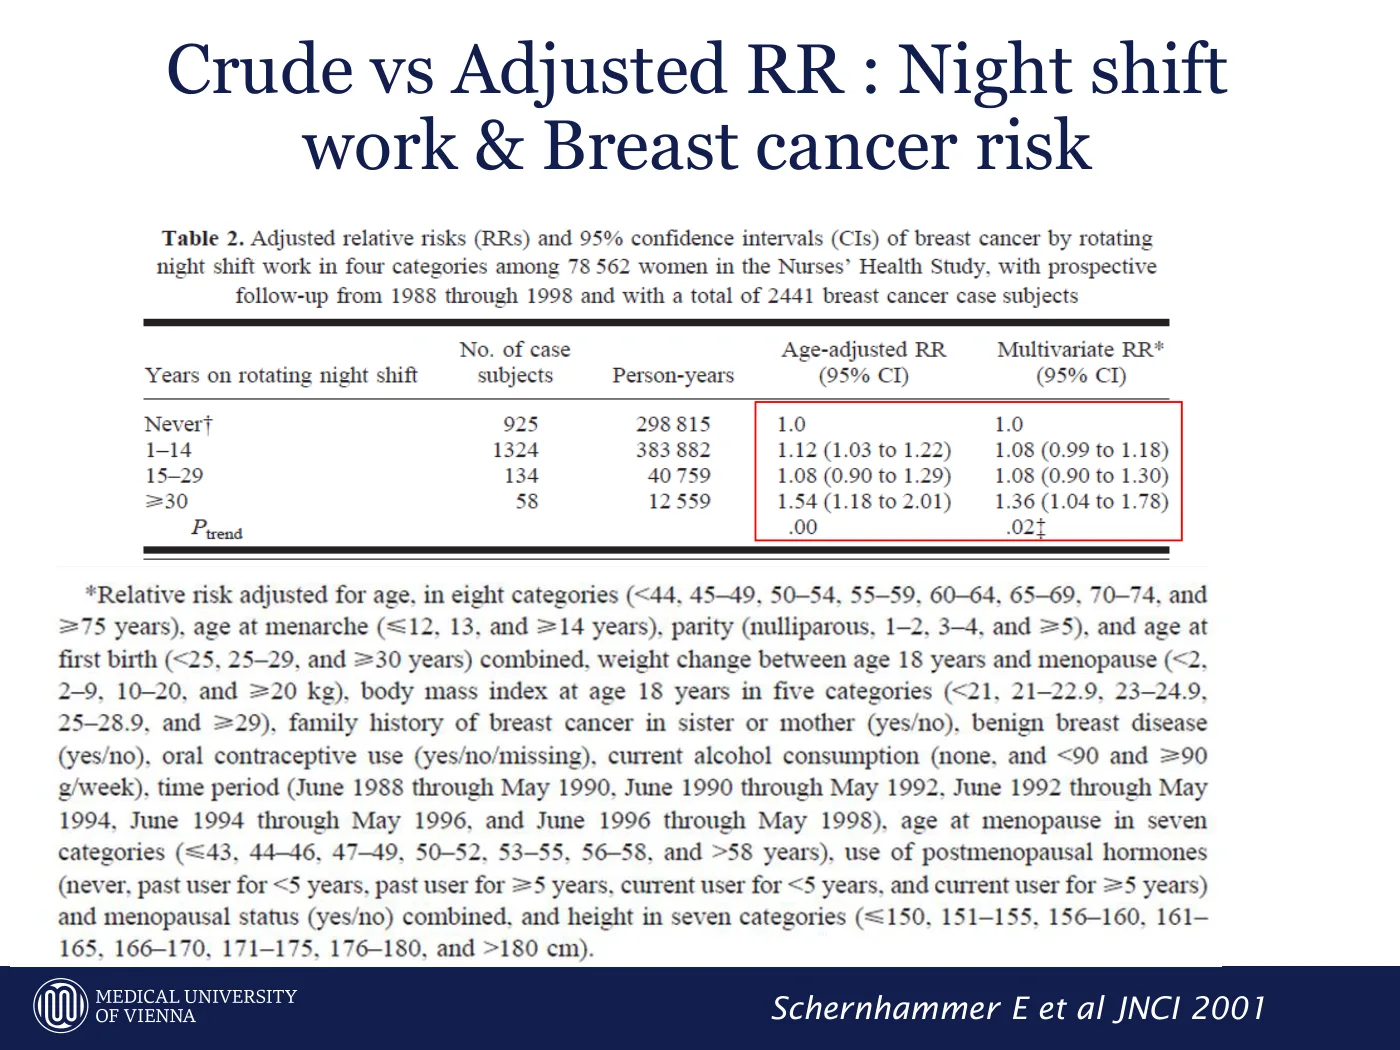 Crude vs Adjusted RR : Night shift
work & Breast cancer risk
Table 2. Adjusted relative risks (RRs) and 95% confidence intervals (CIs) of breast cancer by rotating
night shift work in four categories among 78 562 women in the Nurses’ Health Study, with prospective
follow-up from 1988 through 1998 and with a total of 2441 breast cancer case subjects
Years on rotating night shift No. of case subjects Person-years Age-adjusted RR (95% CI) Multivariate RR* (95% CI)
Never† 925 298 815 1.0 1.0
1–14 1324 383 882 1.12 (1.03 to 1.22) 1.08 (0.99 to 1.18)
15–29 134 40 759 1.08 (0.90 to 1.29) 1.08 (0.90 to 1.30)
⩾30 58 12 559 1.54 (1.18 to 2.01) 1.36 (1.04 to 1.78)
Ptrend .00 .02‡
*Relative risk adjusted for age, in eight categories (<44, 45–49, 50–54, 55–59, 60–64, 65–69, 70–74, and
⩾75 years), age at menarche (⩽12, 13, and ⩾14 years), parity (nulliparous, 1–2, 3–4, and ⩾5), and age at
first birth (<25, 25–29, and ⩾30 years) combined, weight change between age 18 years and menopause (<2,
2–9, 10–20, and ⩾20 kg), body mass index at age 18 years in five categories (<21, 21–22.9, 23–24.9,
25–28.9, and ⩾29), family history of breast cancer in sister or mother (yes/no), benign breast disease
(yes/no), oral contraceptive use (yes/no/missing), current alcohol consumption (none, and <90 and ⩾90
g/week), time period (June 1988 through May 1990, June 1990 through May 1992, June 1992 through May
1994, June 1994 through May 1996, and June 1996 through May 1998), age at menopause in seven
categories (⩽43, 44–46, 47–49, 50–52, 53–55, 56–58, and >58 years), use of postmenopausal hormones
(never, past user for <5 years, past user for ⩾5 years, current user for <5 years, and current user for ⩾5 years)
and menopausal status (yes/no) combined, and height in seven categories (⩽150, 151–155, 156–160, 161–
165, 166–170, 171–175, 176–180, and >180 cm).
MEDICAL UNIVERSITY
OF VIENNA
Schernhammer E et al JNCI 2001